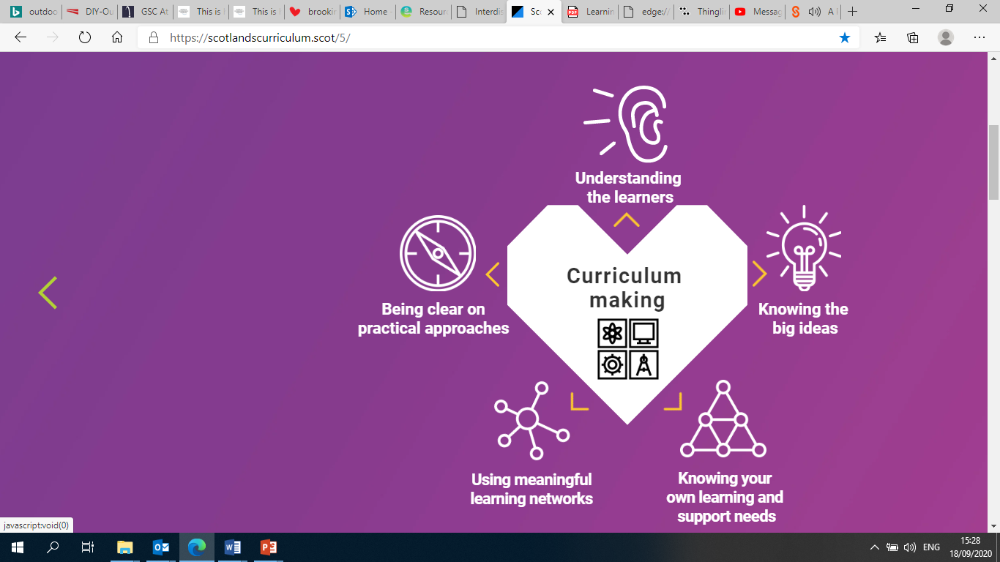 outdoo
DIY-Ou
GSC At
This is
This is
brookin
Home -
Resour
Interdis
Sco
Learnin
edge://
Thinglin
Messag
A
https://scotlandscurriculum.scot/5/
Understanding
the learners
Curriculum
making
Being clear on
practical approaches
Knowing the
big ideas
Using meaningful
learning networks
Knowing your
own learning and
support needs
javascript:void(0)
ENG
15:28
18/09/2020